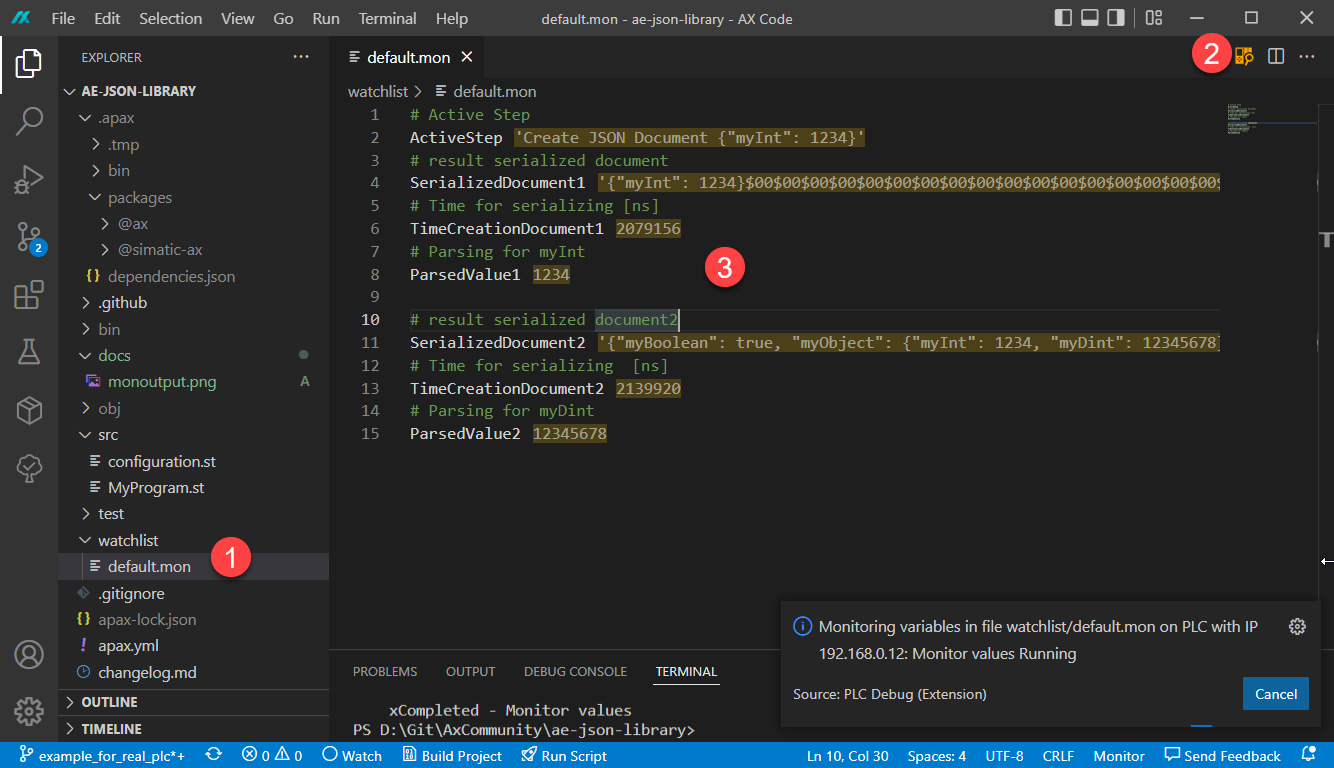 File Edit Selection View Go Run Terminal Help default.mon - ae-json-library - AX Code
EXPLORER
AE-JSON-LIBRARY
.apax
.tmp
bin
packages
@ax
@simatic-ax
dependencies.json
.github
bin
docs
monoutput.png A
obj
src
configuration.st
MyProgram.st
test
watchlist
default.mon 1
.gitignore
apax-lock.json
apax.yml
changelog.md
OUTLINE
TIMELINE
2
default.mon
2
watchlist > default.mon
1 # Active Step
2 ActiveStep 'Create JSON Document {"myInt": 1234}'
3 # result serialized document
4 SerializedDocument1 '{"myInt": 1234}$00$00$00$00$00$00$00$00$00$00$00$00$00$00$00$00$00$
5 # Time for serializing [ns]
6 TimeCreationDocument1 2079156
7 # Parsing for myInt
8 ParsedValue1 1234
3
9
10 # result serialized document2
11 SerializedDocument2 '{"myBoolean": true, "myObject": {"myInt": 1234, "myDint": 12345678}
12 # Time for serializing  [ns]
13 TimeCreationDocument2 2139920
14 # Parsing for myDint
15 ParsedValue2 12345678
PROBLEMS OUTPUT DEBUG CONSOLE TERMINAL
xCompleted - Monitor values
PS D:\Git\AxCommunity\ae-json-library>
Monitoring variables in file watchlist/default.mon on PLC with IP
192.168.0.12: Monitor values Running
Source: PLC Debug (Extension) Cancel
example_for_real_plc*+ 0 0 Watch Build Project Run Script Ln 10, Col 30 Spaces: 4 UTF-8 CRLF Monitor Send Feedback